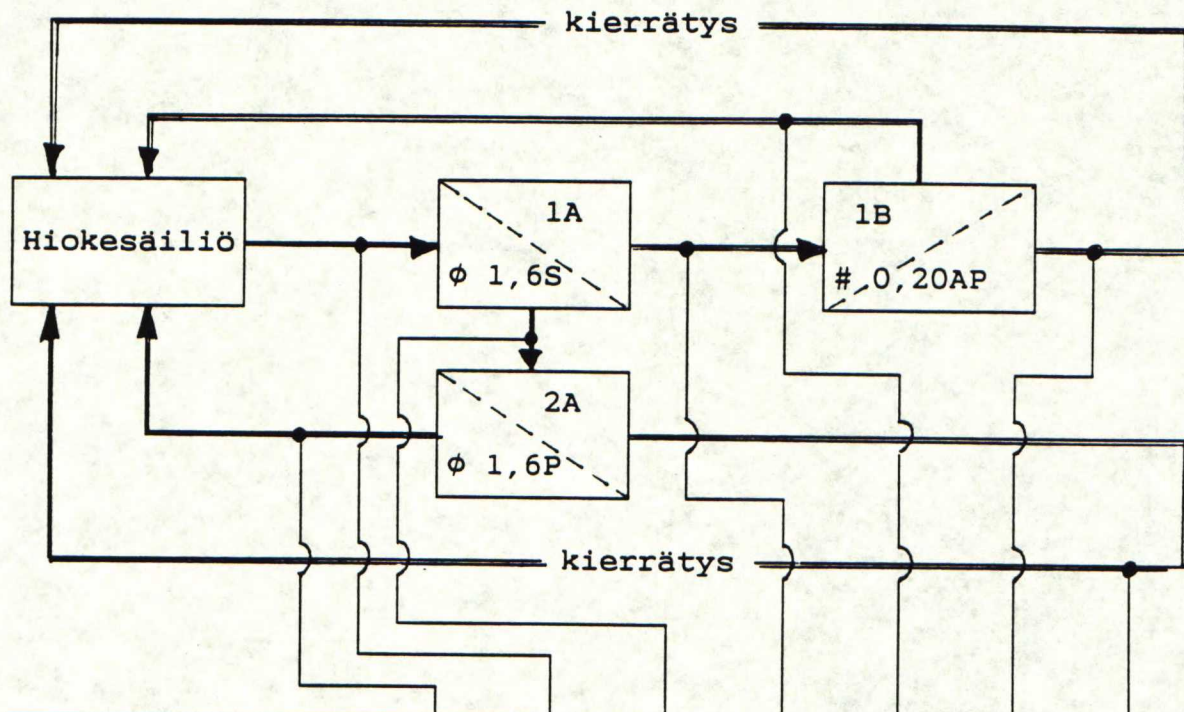 kierrätys
Hiokesäiliö
1A
ϕ 1,6S
1B
# 0,20AP
2A
ϕ 1,6P
kierrätys